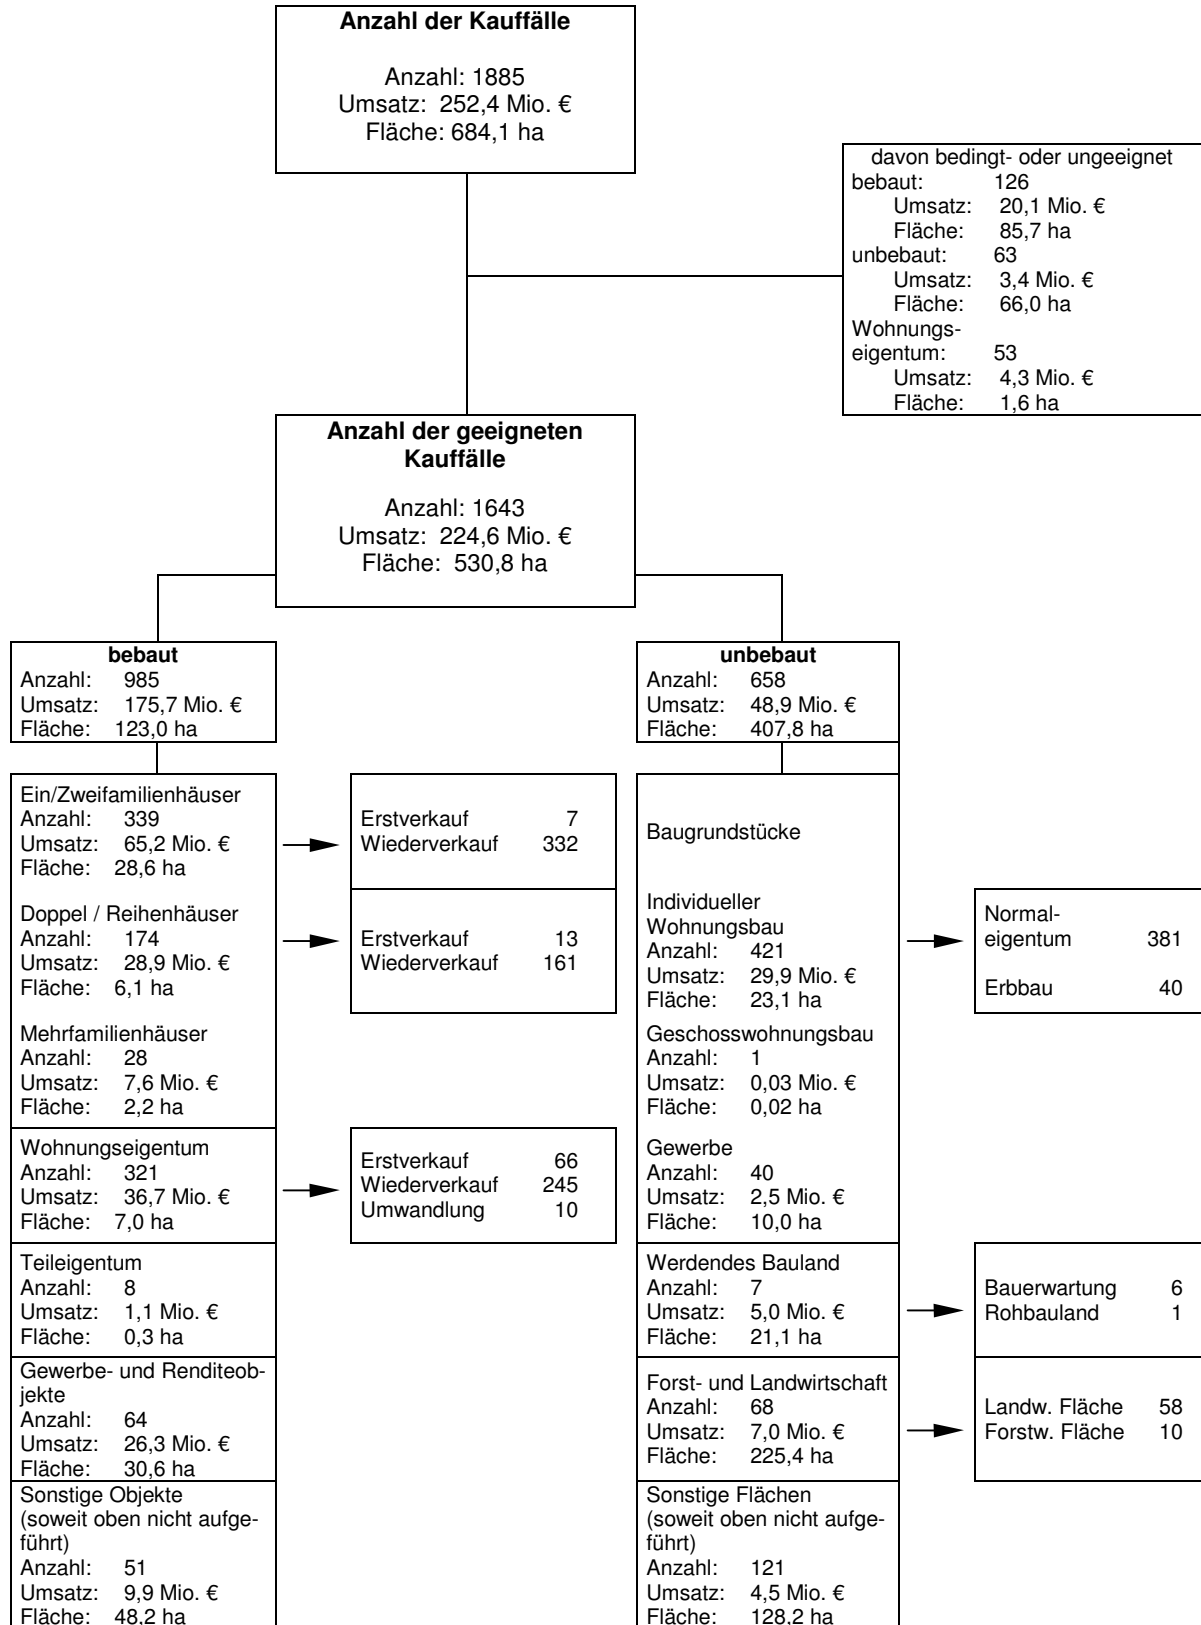 Anzahl der Kauffälle
Anzahl: 1885
Umsatz: 252,4 Mio. €
Fläche: 684,1 ha
davon bedingt- oder ungeeignet
bebaut: 126
Umsatz: 20,1 Mio. €
Fläche: 85,7 ha
unbebaut: 63
Umsatz: 3,4 Mio. €
Fläche: 66,0 ha
Wohnungs-
eigentum: 53
Umsatz: 4,3 Mio. €
Fläche: 1,6 ha
Anzahl der geeigneten
Kauffälle
Anzahl: 1643
Umsatz: 224,6 Mio. €
Fläche: 530,8 ha
bebaut
Anzahl: 985
Umsatz: 175,7 Mio. €
Fläche: 123,0 ha
Ein/Zweifamilienhäuser
Anzahl: 339
Umsatz: 65,2 Mio. €
Fläche: 28,6 ha
Erstverkauf 7
Wiederverkauf 332
Doppel / Reihenhäuser
Anzahl: 174
Umsatz: 28,9 Mio. €
Fläche: 6,1 ha
Erstverkauf 13
Wiederverkauf 161
Mehrfamilienhäuser
Anzahl: 28
Umsatz: 7,6 Mio. €
Fläche: 2,2 ha
Wohnungseigentum
Anzahl: 321
Umsatz: 36,7 Mio. €
Fläche: 7,0 ha
Erstverkauf 66
Wiederverkauf 245
Umwandlung 10
Teileigentum
Anzahl: 8
Umsatz: 1,1 Mio. €
Fläche: 0,3 ha
Gewerbe- und Renditeob-
jekte
Anzahl: 64
Umsatz: 26,3 Mio. €
Fläche: 30,6 ha
Sonstige Objekte
(soweit oben nicht aufge-
führt)
Anzahl: 51
Umsatz: 9,9 Mio. €
Fläche: 48,2 ha
unbebaut
Anzahl: 658
Umsatz: 48,9 Mio. €
Fläche: 407,8 ha
Baugrundstücke
Individueller
Wohnungsbau
Anzahl: 421
Umsatz: 29,9 Mio. €
Fläche: 23,1 ha
Normal-
eigentum 381
Erbbau 40
Geschosswohnungsbau
Anzahl: 1
Umsatz: 0,03 Mio. €
Fläche: 0,02 ha
Gewerbe
Anzahl: 40
Umsatz: 2,5 Mio. €
Fläche: 10,0 ha
Werdendes Bauland
Anzahl: 7
Umsatz: 5,0 Mio. €
Fläche: 21,1 ha
Bauerwartung 6
Rohbauland 1
Forst- und Landwirtschaft
Anzahl: 68
Umsatz: 7,0 Mio. €
Fläche: 225,4 ha
Landw. Fläche 58
Forstw. Fläche 10
Sonstige Flächen
(soweit oben nicht aufge-
führt)
Anzahl: 121
Umsatz: 4,5 Mio. €
Fläche: 128,2 ha